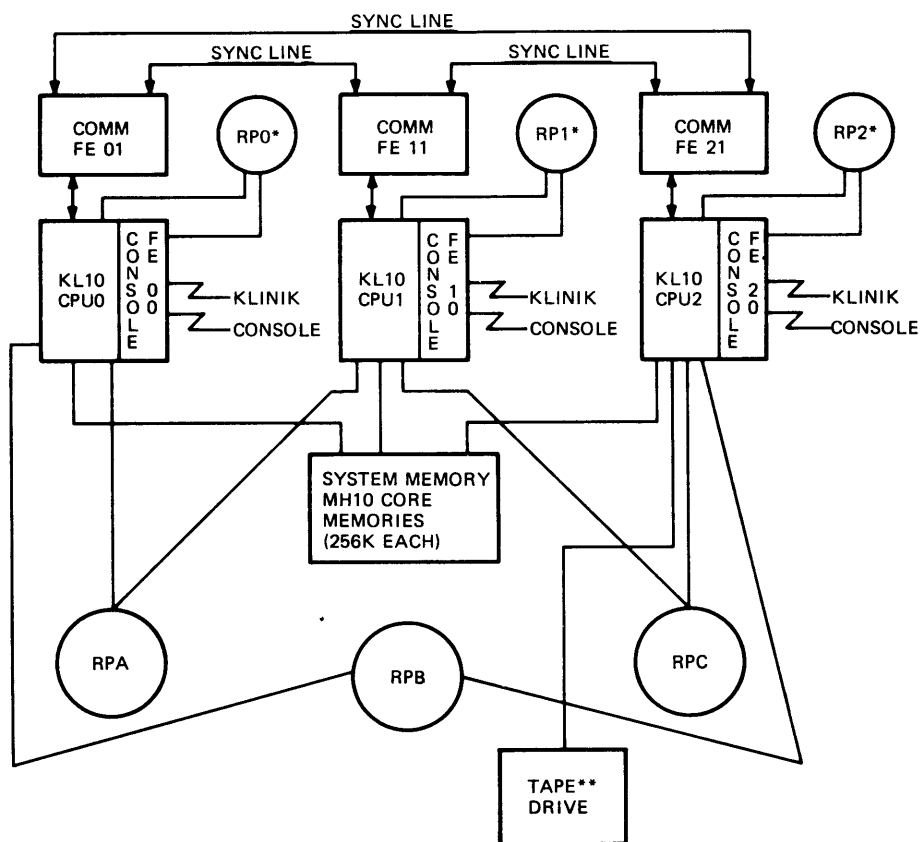 SYNC LINE
SYNC LINE
SYNC LINE
COMM
FE 01
RP0*
COMM
FE 11
RP1*
COMM
FE 21
RP2*
KL10
CPU0
CONSOLE
FE 00
KLINIK
CONSOLE
KL10
CPU1
CONSOLE
FE 10
KLINIK
CONSOLE
KL10
CPU2
CONSOLE
FE 20
KLINIK
CONSOLE
SYSTEM MEMORY
MH10 CORE
MEMORIES
(256K EACH)
RPA
RPB
RPC
TAPE**
DRIVE